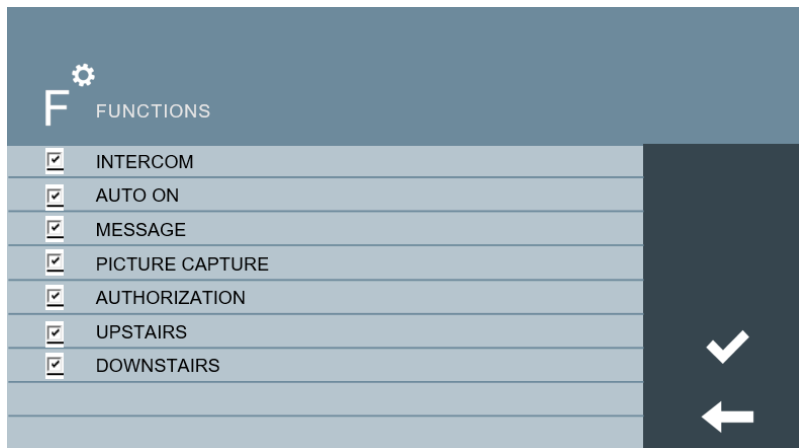 F
FUNCTIONS
INTERCOM
AUTO ON
MESSAGE
PICTURE CAPTURE
AUTHORIZATION
UPSTAIRS
DOWNSTAIRS